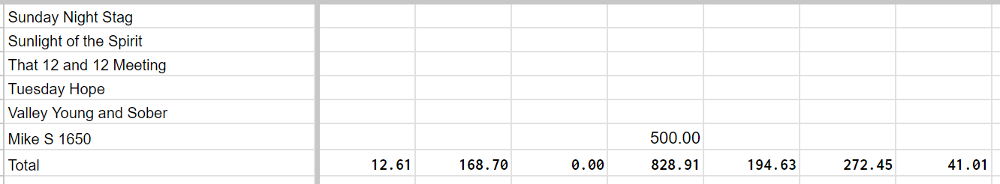 Sunday Night Stag
Sunlight of the Spirit
That 12 and 12 Meeting
Tuesday Hope
Valley Young and Sober
Mike S 1650 500.00
Total 12.61 168.70 0.00 828.91 194.63 272.45 41.01